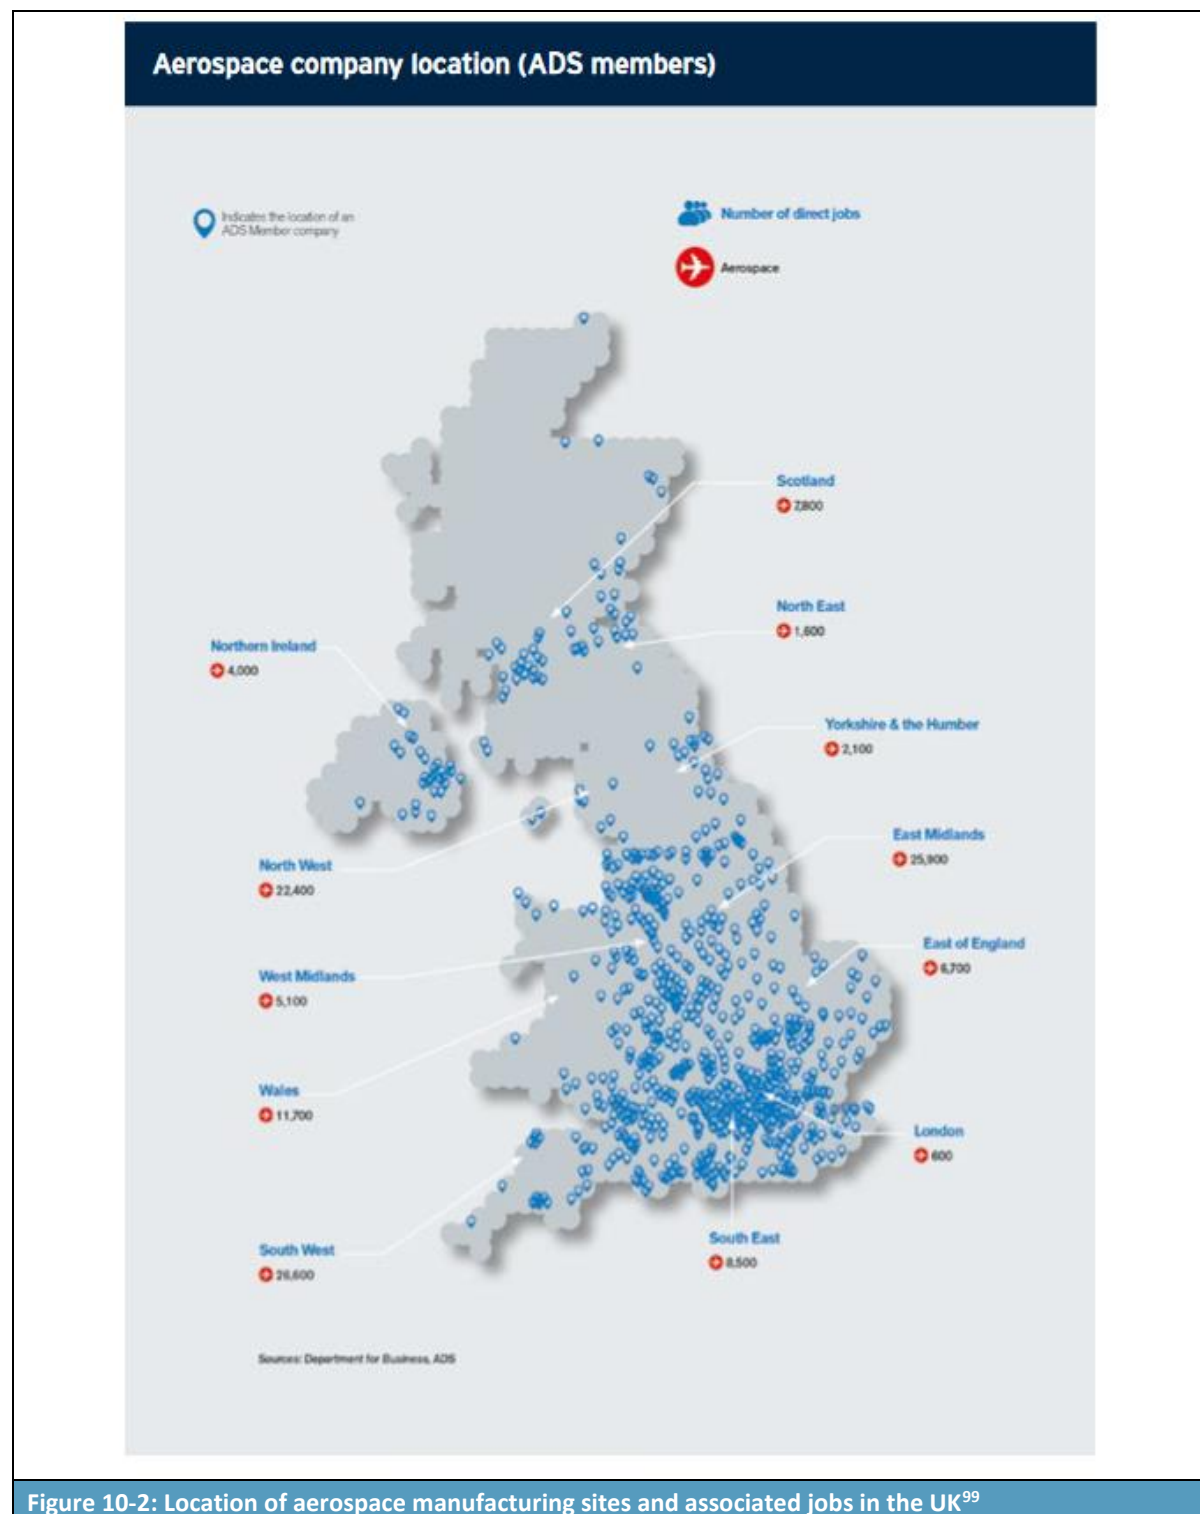 Aerospace company location (ADS members)
Indicates the location of an
ADS Member company
Number of direct jobs
Aerospace
Scotland
7,800
North East
1,600
Northern Ireland
4,000
Yorkshire & the Humber
2,100
East Midlands
25,900
North West
22,400
East of England
6,700
West Midlands
5,100
Wales
11,700
London
600
South East
8,500
South West
26,600
Sources: Department for Business, ADS
Figure 10-2: Location of aerospace manufacturing sites and associated jobs in the UK99